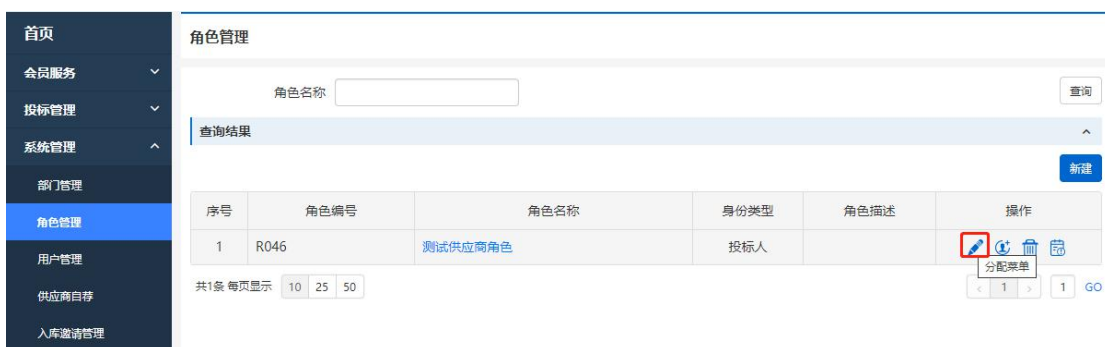 首页
会员服务
投标管理
系统管理
部门管理
角色管理
用户管理
供应商自荐
入库邀请管理
角色管理
角色名称
查询
查询结果
新建
序号 角色编号 角色名称 身份类型 角色描述 操作
1 R046 测试供应商角色 投标人
分配菜单
共1条 每页显示 10 25 50 < 1 > 1 GO